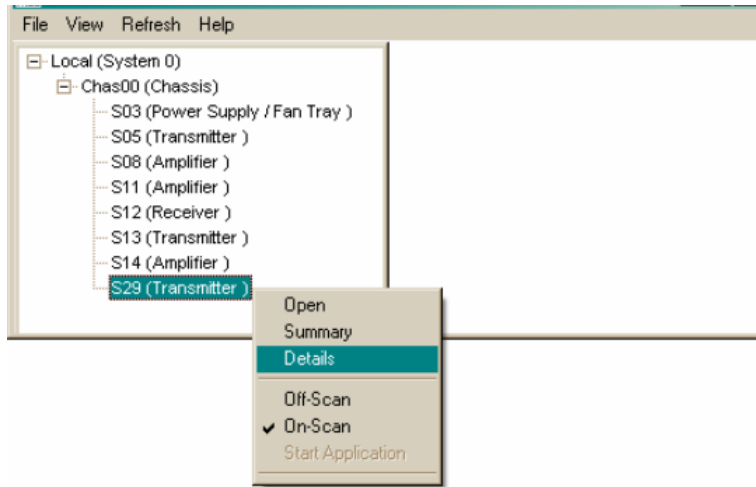 File View Refresh Help
Local (System 0)
Chas00 (Chassis)
S03 (Power Supply / Fan Tray )
S05 (Transmitter )
S08 (Amplifier )
S11 (Amplifier )
S12 (Receiver )
S13 (Transmitter )
S14 (Amplifier )
S29 (Transmitter )
Open
Summary
Details
Off-Scan
On-Scan
Start Application